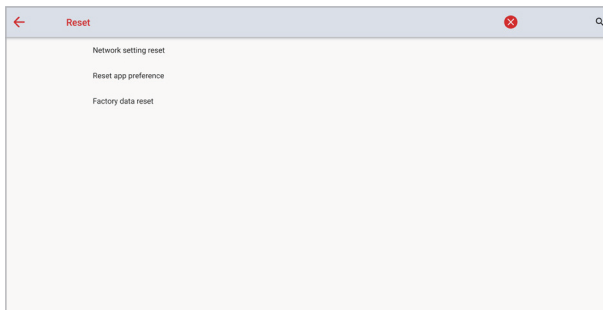 Reset
Network setting reset
Reset app preference
Factory data reset